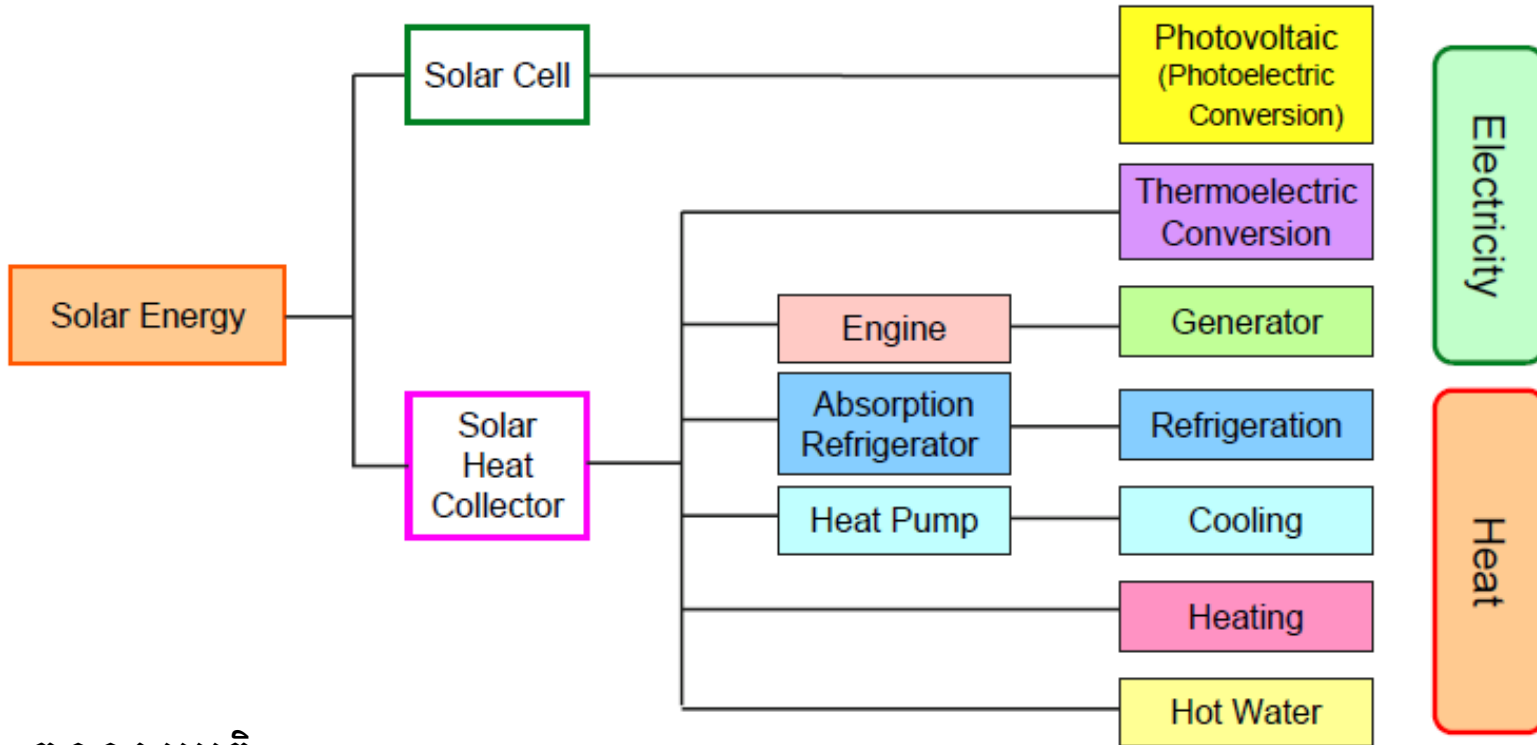 Solar Energy
Solar Cell
Solar
Heat
Collector
Engine
Absorption
Refrigerator
Heat Pump
Photovoltaic
(Photoelectric
Conversion)
Thermoelectric
Conversion
Generator
Refrigeration
Cooling
Heating
Hot Water
Electricity
Heat